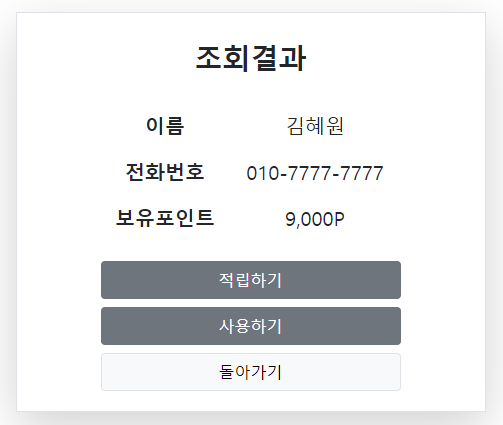 조회결과
이름 김혜원
전화번호 010-7777-7777
보유포인트 9,000P
적립하기
사용하기
돌아가기